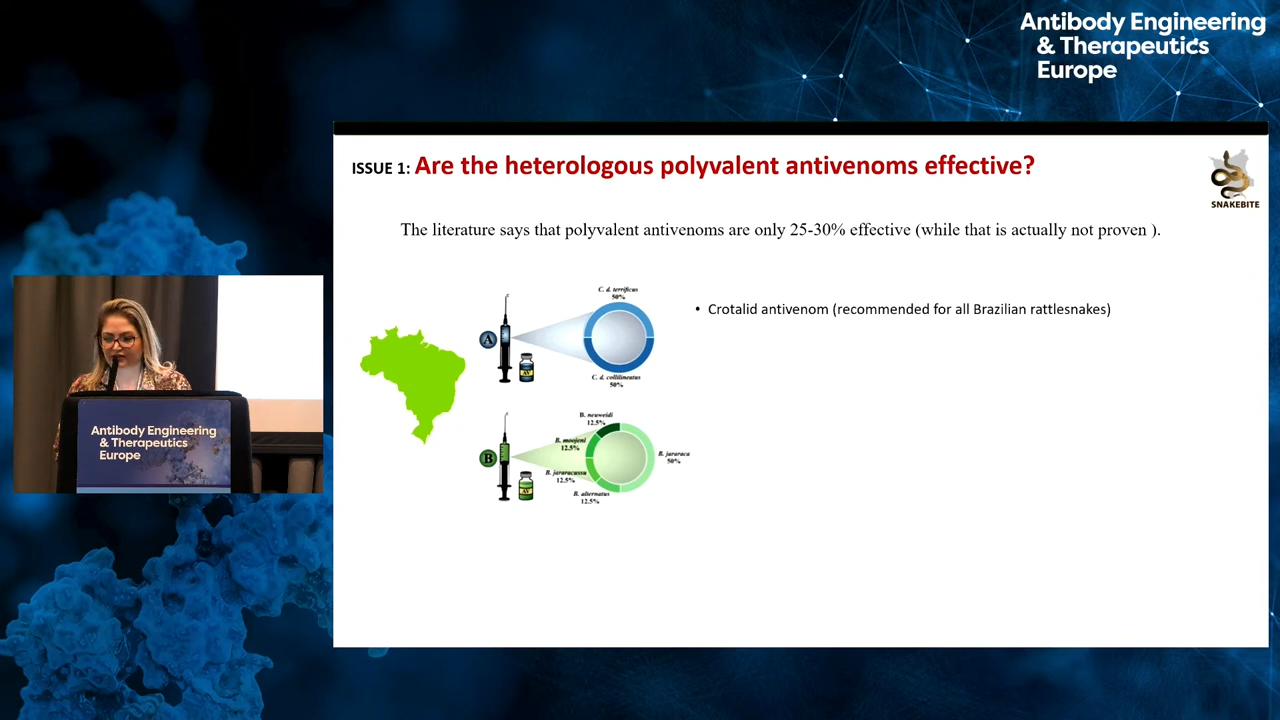 Antibody Engineering
& Therapeutics
Europe
ISSUE 1: Are the heterologous polyvalent antivenoms effective?
SNAKEBITE
The literature says that polyvalent antivenoms are only 25-30% effective (while that is actually not proven ).
C. d. terrificus
50%
A
AV
C. d. collilineatus
50%
• Crotalid antivenom (recommended for all Brazilian rattlesnakes)
B. neuweidi
12.5%
B. moojeni
12.5%
B
AV
B. jararaca
50%
B. jararacussu
12.5%
B. alternatus
12.5%
Antibody Engineering
& Therapeutics
Europe